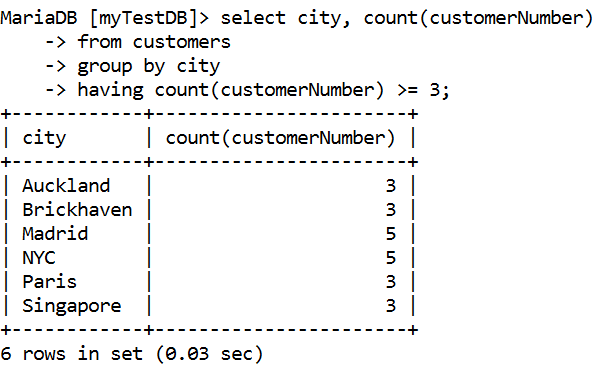 MariaDB [myTestDB]> select city, count(customerNumber)
    -> from customers
    -> group by city
    -> having count(customerNumber) >= 3;
+------------+-----------------------+
| city       | count(customerNumber) |
+------------+-----------------------+
| Auckland   |                     3 |
| Brickhaven |                     3 |
| Madrid     |                     5 |
| NYC        |                     5 |
| Paris      |                     3 |
| Singapore  |                     3 |
+------------+-----------------------+
6 rows in set (0.03 sec)